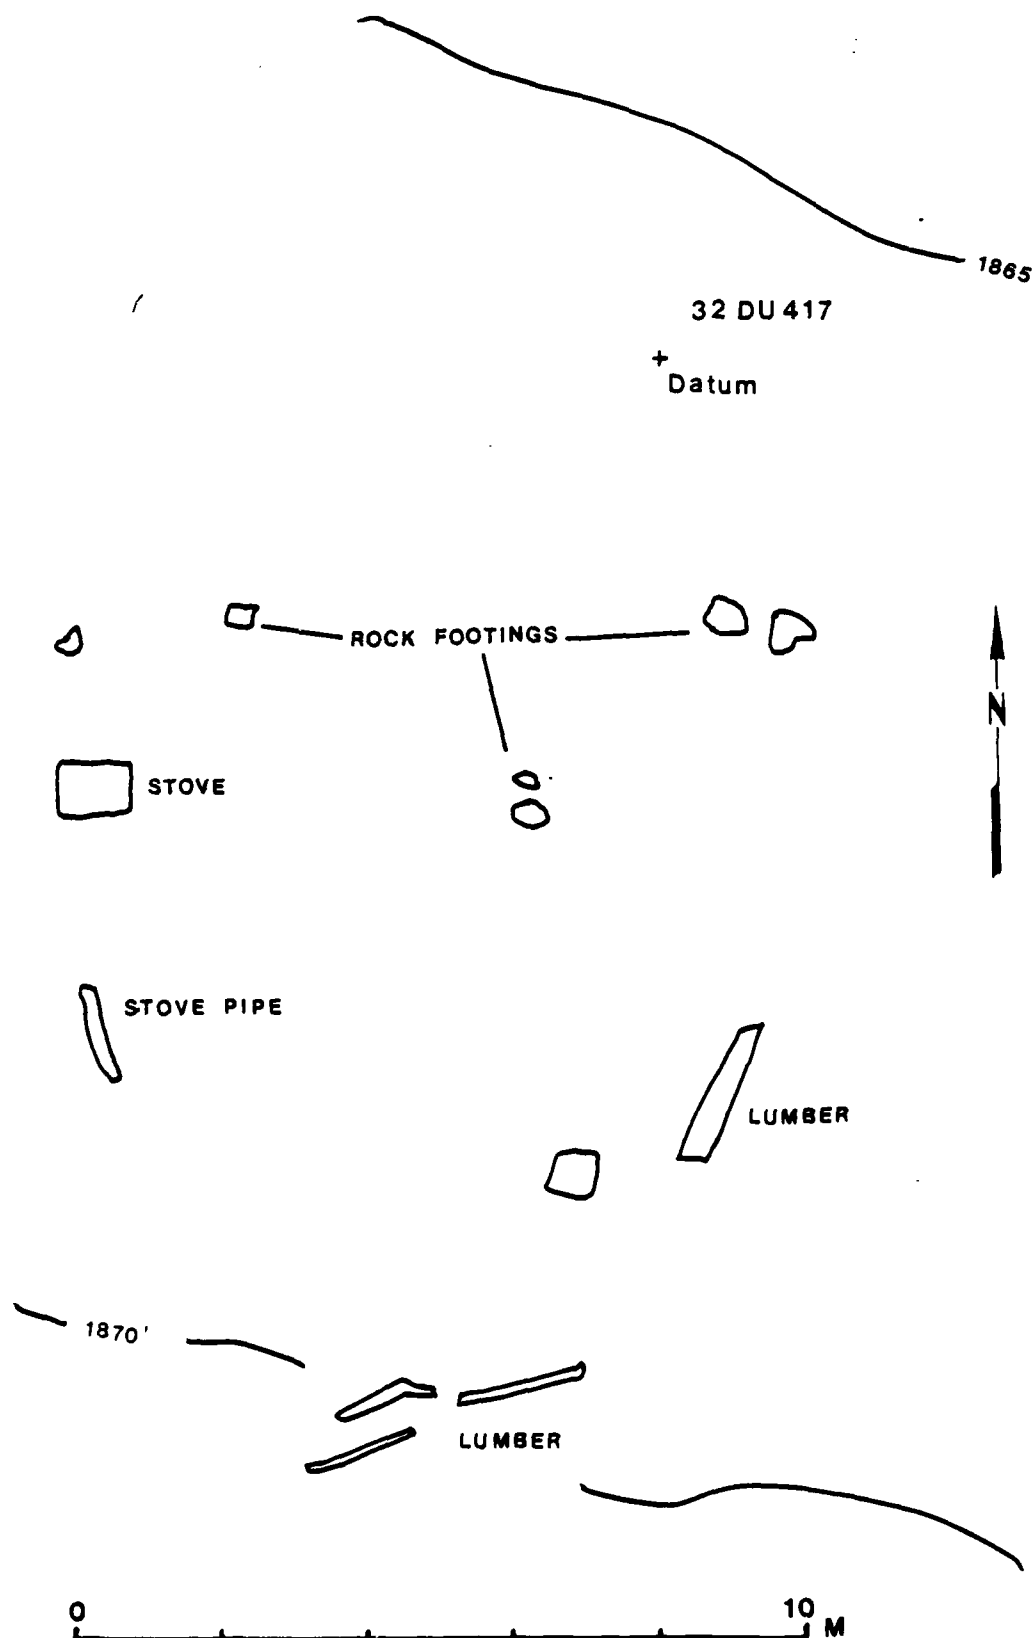 1865
32 DU 417
+
Datum
ROCK FOOTINGS
N
STOVE
STOVE PIPE
LUMBER
1870'
LUMBER
0 10 M